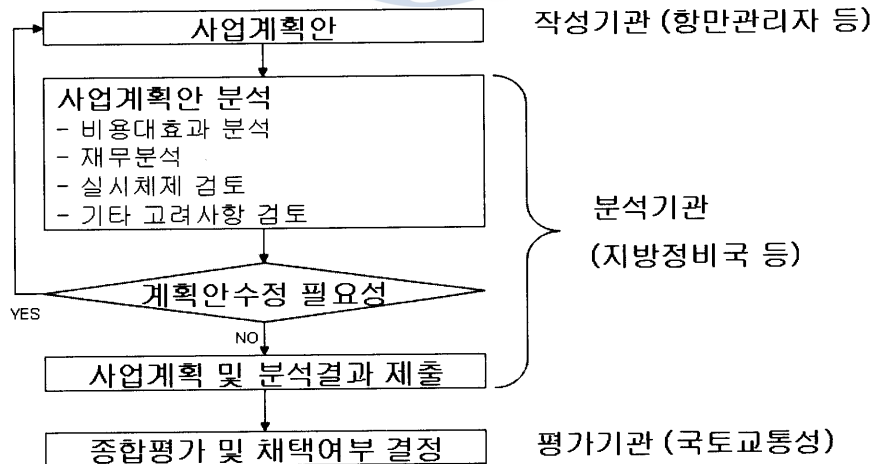 사업계획안
작성기관 (항만관리자 등)
사업계획안 분석
- 비용대효과 분석
- 재무분석
- 실시체제 검토
- 기타 고려사항 검토
분석기관
(지방정비국 등)
계획안수정 필요성
YES
NO
사업계획 및 분석결과 제출
종합평가 및 채택여부 결정
평가기관 (국토교통성)